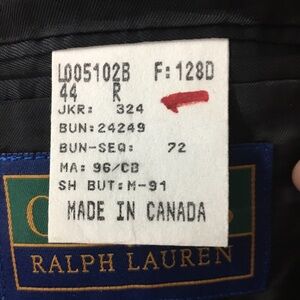 L005102B F:128D
44 R
JKR: 324
BUN:24249
BUN-SEQ: 72
MA: 96/CB
SH BUT:M-91
MADE IN CANADA
RALPH LAUREN